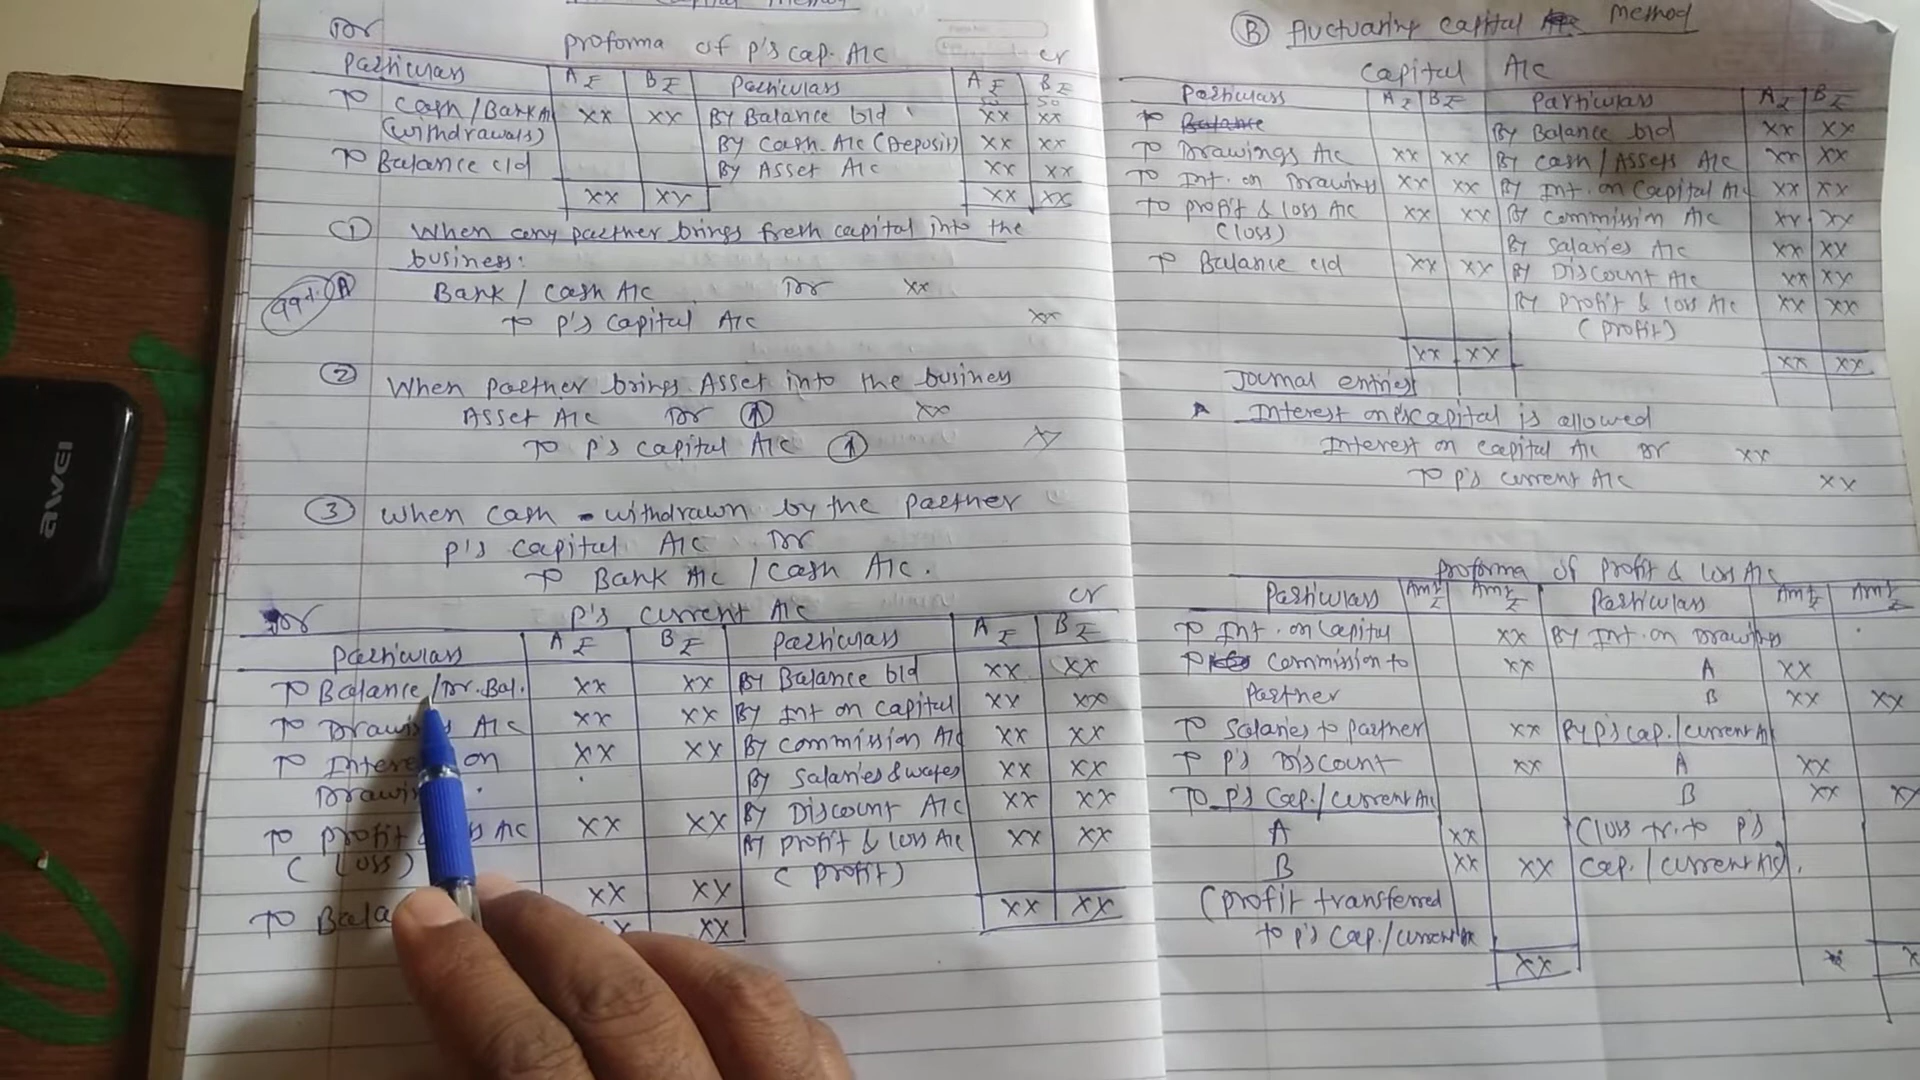 Dr
proforma of p's cap. A/c
cr
Particulars A ₹ B ₹ Particulars A ₹ B ₹
To Cash/Bank A/c xx xx By Balance b/d xx xx
(withdrawals) By Cash A/c (Deposit) xx xx
To Balance c/d By Asset A/c xx xx
xx xx xx xx
① When any partner brings fresh capital into the
business:
A
Bank / Cash A/c Dr xx
To p's capital A/c xx
② When partner brings Asset into the business
Asset A/c Dr ↑ xx
To p's capital A/c ↑
③ When cash withdrawn by the partner
p's capital A/c Dr
To Bank A/c / Cash A/c.
Dr p's current A/c cr
Particulars A ₹ B ₹ Particulars A ₹ B ₹
To Balance/Dr. Bal. xx xx By Balance b/d xx xx
To Drawings A/c xx xx By Int on capital xx xx
To Interest on xx xx By commission A/c xx xx
Drawin By Salaries & wages xx xx
To profit A/c xx xx By Discount A/c xx xx
(Loss) By profit & loss A/c xx xx
xx xx (profit)
To Bala xx xx xx xx
AWEI
Ⓑ fluctuating capital Method
Capital A/c
Particulars A ₹ B ₹ Particulars A ₹ B ₹
To Balance By Balance b/d xx xx
To Drawings A/c xx xx By cash / Assets A/c xx xx
To Int. on Drawings xx xx By Int. on Capital A/c xx xx
To profit & loss A/c xx xx By Commission A/c xx xx
(loss) By Salaries A/c xx xx
To Balance c/d xx xx By Discount A/c xx xx
By Profit & loss A/c xx xx
(profit)
xx xx xx xx
Journal entries
Interest on p's capital is allowed
Interest on capital A/c Dr xx
To p's current A/c xx
proforma of Profit & Loss A/c
Particulars Amt ₹ Amt ₹ Particulars Amt ₹ Amt ₹
To Int. on Capital xx By Int. on Drawings
To Commission to xx A xx
Partner B xx xx
To Salaries to partner xx By p's cap./current A/c
To p's Discount xx A xx
To p's cap./current A/c B xx xx
A xx (loss tr. to p's
B xx xx cap./current A/c).
(profit transferred
to p's cap./current A/c
xx